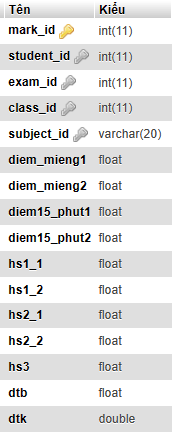 Tên Kiểu
mark_id int(11)
student_id int(11)
exam_id int(11)
class_id int(11)
subject_id varchar(20)
diem_mieng1 float
diem_mieng2 float
diem15_phut1 float
diem15_phut2 float
hs1_1 float
hs1_2 float
hs2_1 float
hs2_2 float
hs3 float
dtb float
dtk double